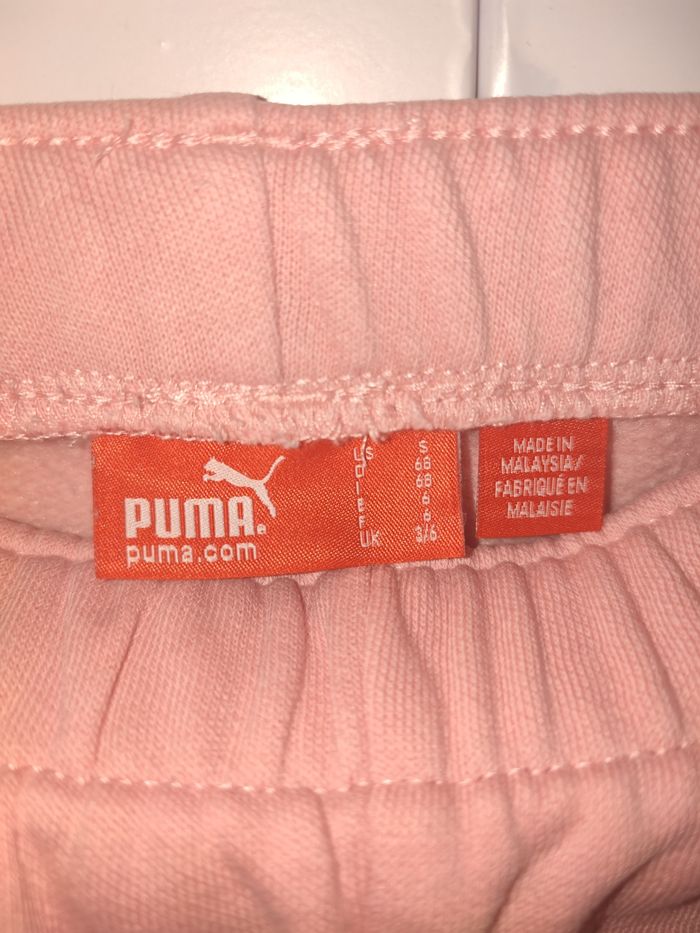 PUMA®
puma.com
US S
D 68
I 68
E 6
F 6
UK 3/6
MADE IN
MALAYSIA/
FABRIQUÉ EN
MALAISIE